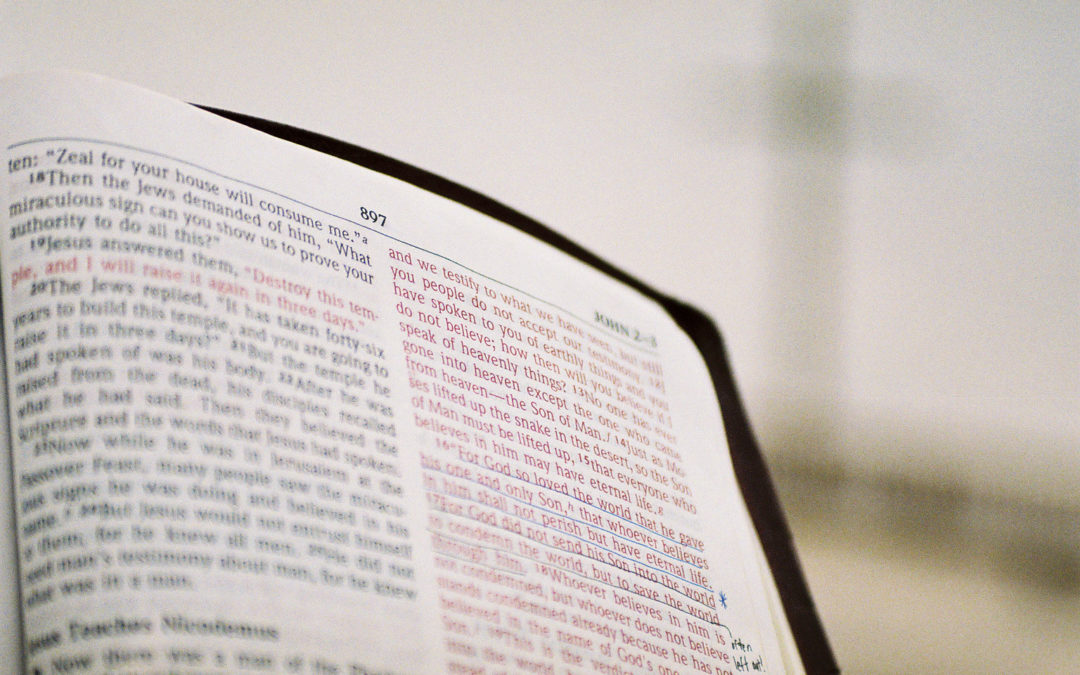 897
JOHN 2–3
ten: “Zeal for your house will consume me.”a
18Then the Jews demanded of him, “What
miraculous sign can you show us to prove your
authority to do all this?”
19Jesus answered them, “Destroy this tem-
ple, and I will raise it again in three days.”
20The Jews replied, “It has taken forty-six
years to build this temple, and you are going to
raise it in three days?” 21But the temple he
had spoken of was his body. 22After he was
raised from the dead, his disciples recalled
what he had said. Then they believed the
Scripture and the words that Jesus had spoken.
23Now while he was in Jerusalem at the
Passover Feast, many people saw the miracu-
signs he was doing and believed in his
name. 24But Jesus would not entrust himself
them, for he knew all men. did not
man's testimony about man, for he knew
what was in a man.
Teaches Nicodemus
Now there was a man of the
and we testify to what we have seen, but still
you people do not accept our testimony. 12I
have spoken to you of earthly things and you
do not believe; how then will you believe if I
speak of heavenly things? 13No one has ever
gone into heaven except the one who came
from heaven—the Son of Man.f 14Just as Mo-
ses lifted up the snake in the desert, so the Son
of Man must be lifted up, 15that everyone who
believes in him may have eternal life.g
16“For God so loved the world that he gave
his one and only Son,h that whoever believes
in him shall not perish but have eternal life.
17For God did not send his Son into the world
to condemn the world, but to save the world
through him. 18Whoever believes in him is
not condemned, but whoever does not believe
stands condemned already because he has not
believed in the name of God's one
Son. 19This is the verdict
into the world,
often
left out!